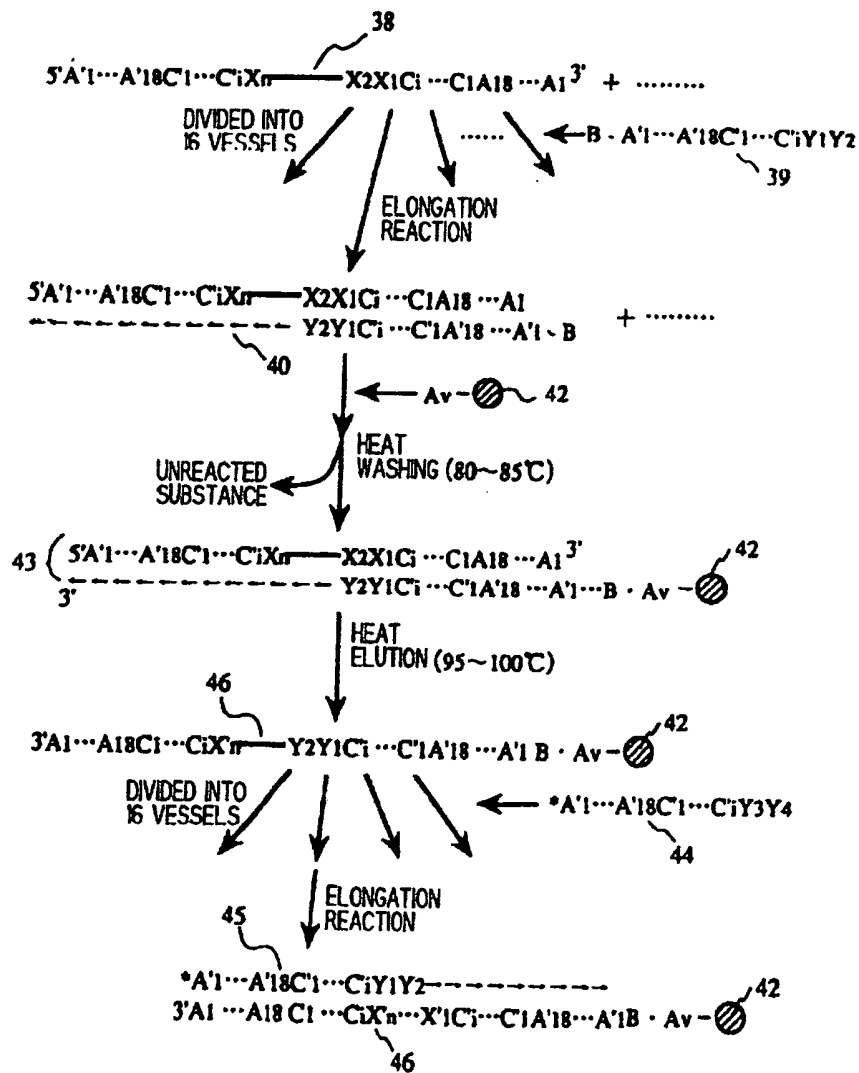 38
5'A'1···A'18C'1···C'iXn X2X1Ci ···C1A18 ···A1 3' + ·········
DIVIDED INTO
16 VESSELS
······
B - A'1···A'18C'1···C'iY1Y2
39
ELONGATION
REACTION
5'A'1···A'18C'1···C'iXn X2X1Ci ···C1A18 ···A1
Y2Y1C'i ···C'1A'18 ···A'1 - B
+ ·········
40
Av - 42
HEAT
WASHING (80~85℃)
UNREACTED
SUBSTANCE
43
5'A'1···A'18C'1···C'iXn X2X1Ci ···C1A18 ···A1 3'
42
3' Y2Y1C'i ···C'1A'18 ···A'1···B · Av -
HEAT
ELUTION (95~100℃)
46
42
3'A1···A18C1···CiX'n Y2Y1C'i ···C'1A'18 ···A'1 B · Av -
DIVIDED INTO
16 VESSELS
*A'1···A'18C'1···C'iY3Y4
44
ELONGATION
REACTION
45
*A'1···A'18C'1···C'iY1Y2
42
3'A1···A18 C1 ···CiX'n···X'1C'i···C'1A'18···A'1B · Av -
46